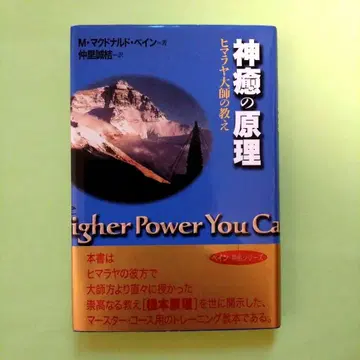 M・マクドナルド・ペイン=著
仲里誠桔=訳
神癒の原理
ヒマラヤ大師の教え
igher Power You Ca
本書は
ヒマラヤの彼方で
大師方より直々に授かった
崇高なる教え【根本原理】を世に開示した、
マースター・コース用のトレーニング教本である。